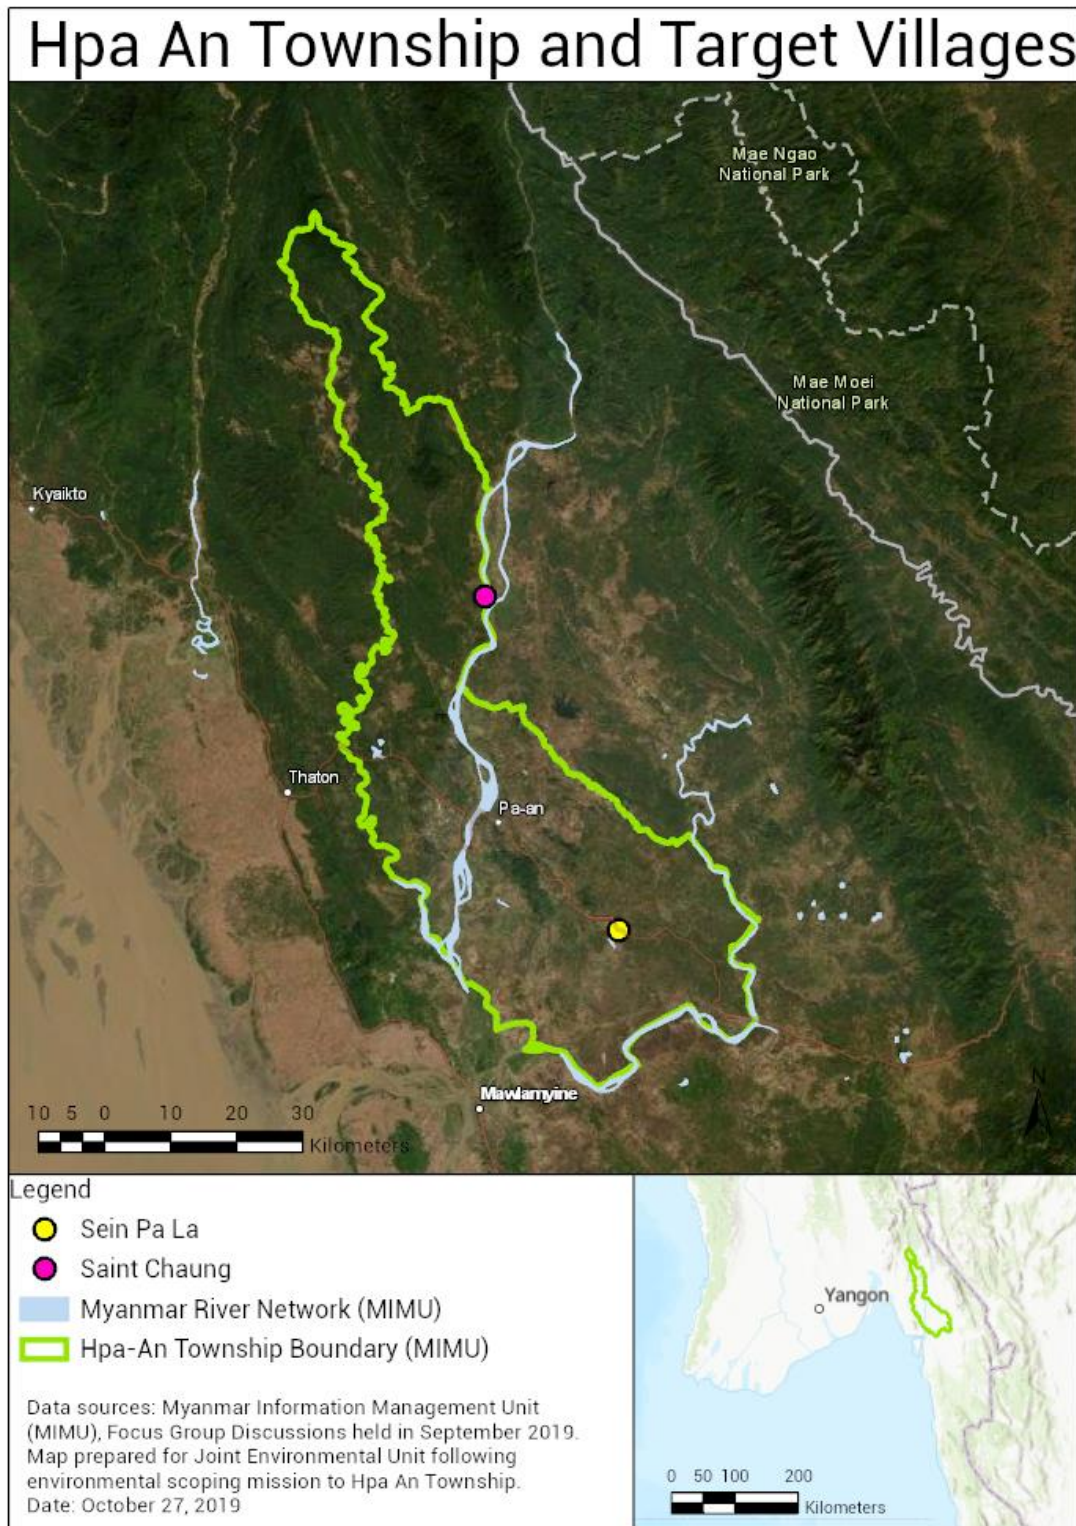 Hpa An Township and Target Villages
Mae Ngao
National Park
Mae Moei
National Park
Kyaikto
Thaton
Pa-an
Mawlamyine
N
10 5 0 10 20 30
Kilometers
Legend
Sein Pa La
Saint Chaung
Myanmar River Network (MIMU)
Hpa-An Township Boundary (MIMU)
Data sources: Myanmar Information Management Unit
(MIMU), Focus Group Discussions held in September 2019.
Map prepared for Joint Environmental Unit following
environmental scoping mission to Hpa An Township.
Date: October 27, 2019
Yangon
0 50 100 200
Kilometers